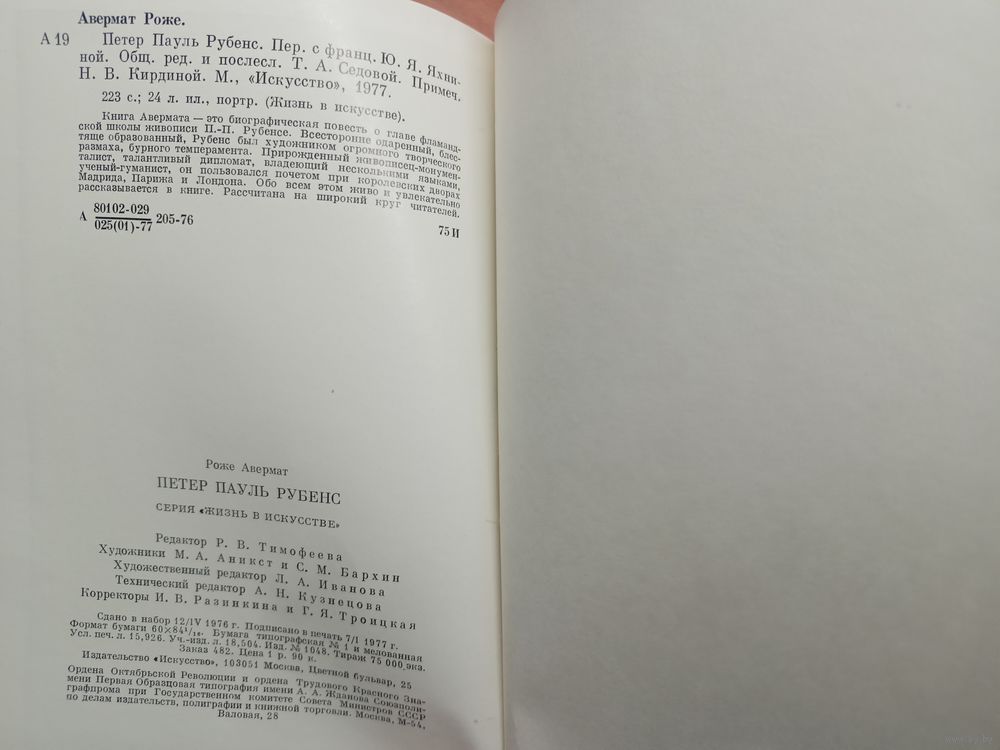 Авермат Роже.
А 19 Петер Пауль Рубенс. Пер. с франц. Ю. Я. Яхни-
ной. Общ. ред. и послесл. Т. А. Седовой. Примеч.
Н. В. Кирдиной. М., «Искусство», 1977.
223 с.; 24 л. ил., портр. (Жизнь в искусстве).
Книга Авермата — это биографическая повесть о главе фламанд-
ской школы живописи П.-П. Рубенсе. Всесторонне одаренный, блес-
тяще образованный, Рубенс был художником огромного творческого
размаха, бурного темперамента. Прирожденный живописец-монумен-
талист, талантливый дипломат, владеющий несколькими языками,
ученый-гуманист, он пользовался почетом при королевских дворах
Мадрида, Парижа и Лондона. Обо всем этом живо и увлекательно
рассказывается в книге. Рассчитана на широкий круг читателей.
А 80102-029
025(01)-77 205-76
75 И
Роже Авермат
ПЕТЕР ПАУЛЬ РУБЕНС
СЕРИЯ «ЖИЗНЬ В ИСКУССТВЕ»
Редактор Р. В. Тимофеева
Художники М. А. Аникст и С. М. Бархин
Художественный редактор Л. А. Иванова
Технический редактор А. Н. Кузнецова
Корректоры И. В. Разинкина и Г. Я. Троицкая
Сдано в набор 12/IV 1976 г. Подписано в печать 7/I 1977 г.
Формат бумаги 60×84¹/₁₆. Бумага типографская № 1 и мелованная
Усл. печ. л. 15,926. Уч.-изд. л. 18,504. Изд. № 1048. Тираж 75 000 экз.
Заказ 482. Цена 1 р. 90 к.
Издательство «Искусство», 103051 Москва, Цветной бульвар, 25
Ордена Октябрьской Революции и ордена Трудового Красного Зна-
мени Первая Образцовая типография имени А. А. Жданова Союзполи-
графпрома при Государственном комитете Совета Министров СССР
по делам издательств, полиграфии и книжной торговли. Москва, М-54,
Валовая, 28